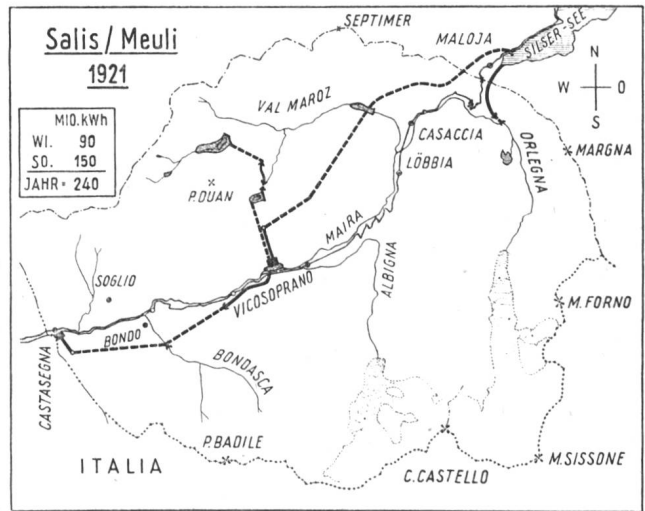 Salis/Meuli
1921
MIO.kWh
WI. 90
SO. 150
JAHR = 240
SEPTIMER
MALOJA
SILSER-SEE
N
W O
S
VAL MAROZ
CASACCIA
LÖBBIA
ORLEGNA
MARGNA
P.DUAN
MAIRA
ALBIGNA
SOGLIO
VICOSOPRANO
BONDO
BONDASCA
CASTASEGNA
M.FORNO
P.BADILE
ITALIA
C.CASTELLO
M.SISSONE